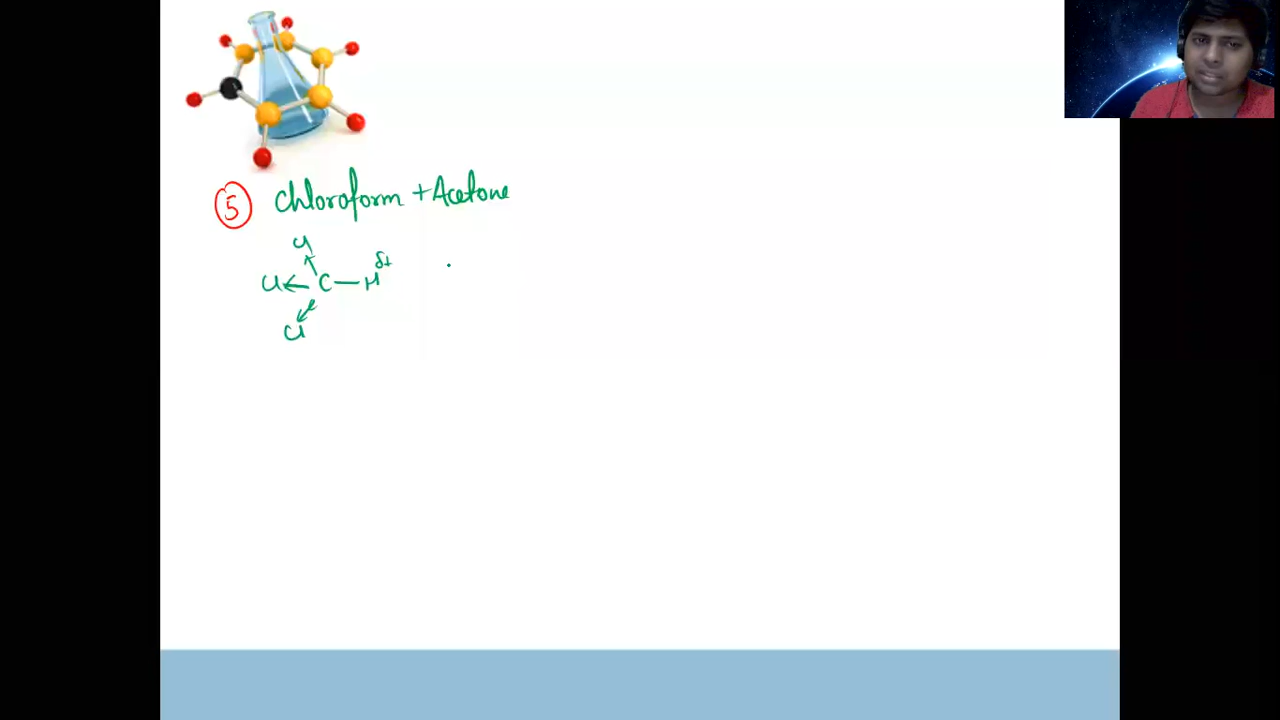 5 Chloroform + Acetone
Cl
δ+
Cl C — H
Cl